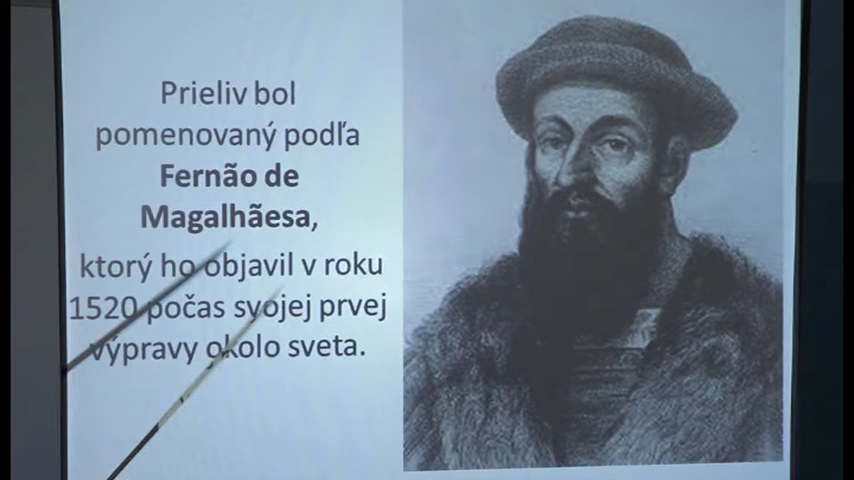 Prieliv bol
pomenovaný podľa
Fernão de
Magalhãesa,
ktorý ho objavil v roku
1520 počas svojej prvej
výpravy okolo sveta.